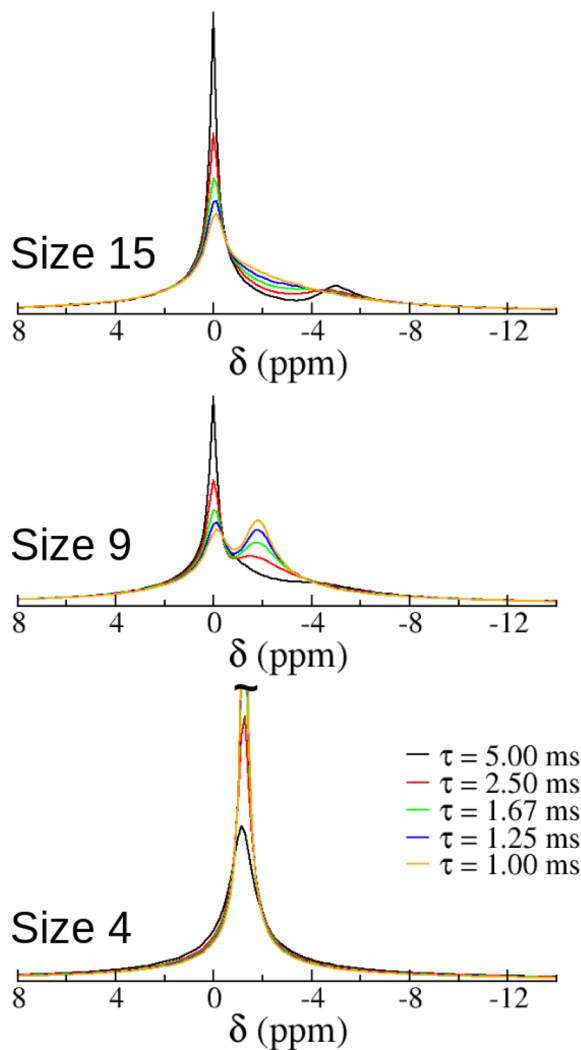 Size 15
8 4 0 -4 -8 -12
δ (ppm)
Size 9
8 4 0 -4 -8 -12
δ (ppm)
τ = 5.00 ms
τ = 2.50 ms
τ = 1.67 ms
τ = 1.25 ms
τ = 1.00 ms
Size 4
8 4 0 -4 -8 -12
δ (ppm)